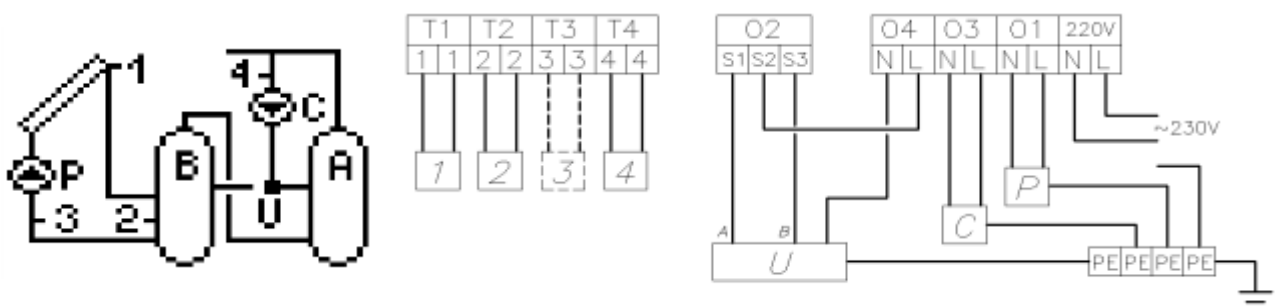 1
4
C
P
B
A
3
2
U
T1 T2 T3 T4
1 1 2 2 3 3 4 4
1 2 3 4
O2 O4 O3 O1 220V
S1 S2 S3 N L N L N L N L
~230V
P
C
A B
U
PE PE PE PE